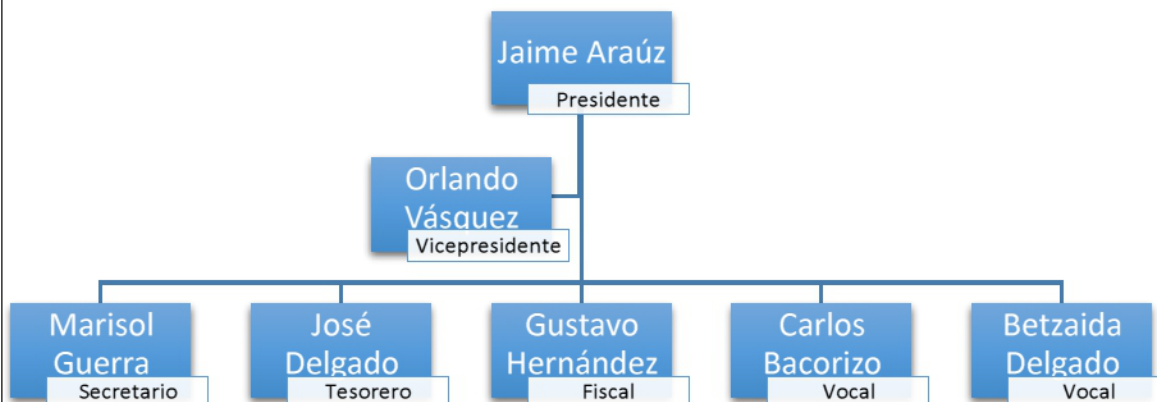 Jaime Araúz
Presidente
Orlando
Vásquez
Vicepresidente
Marisol
Guerra
Secretario
José
Delgado
Tesorero
Gustavo
Hernández
Fiscal
Carlos
Bacorizo
Vocal
Betzaida
Delgado
Vocal